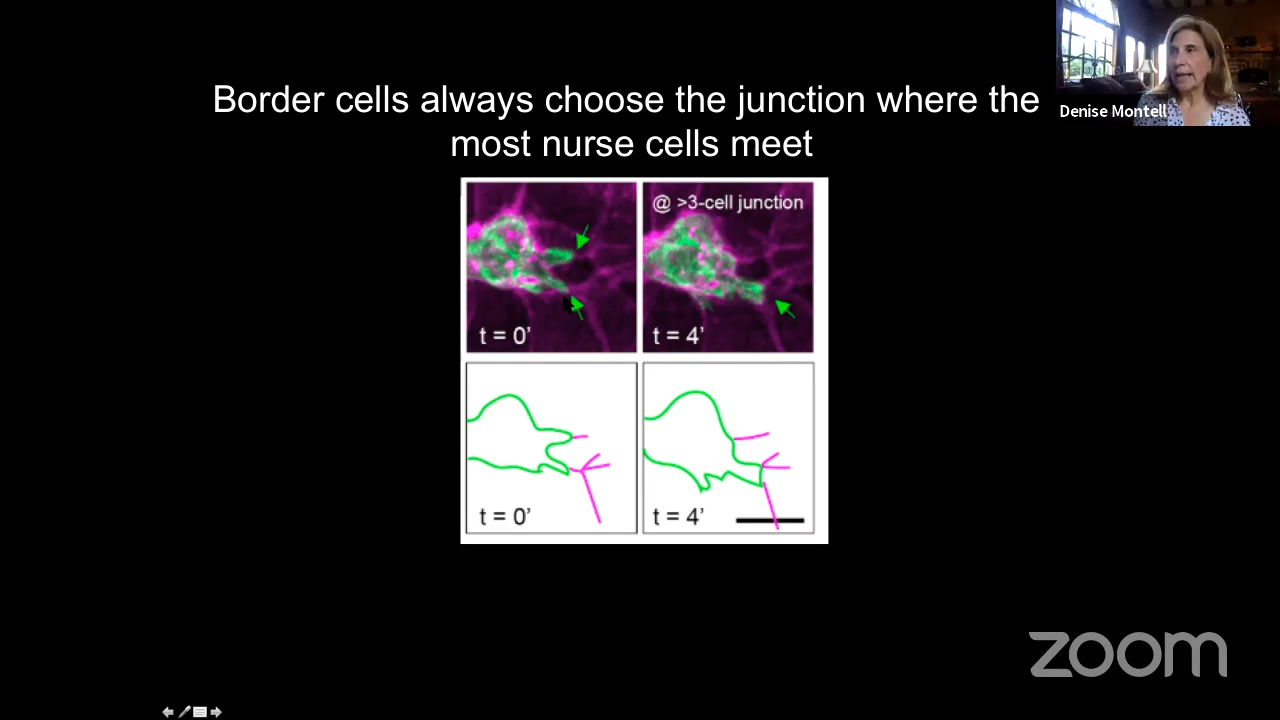 Border cells always choose the junction where the
most nurse cells meet
Denise Montell
@ >3-cell junction
t = 0’
t = 4’
t = 0’
t = 4’
zoom